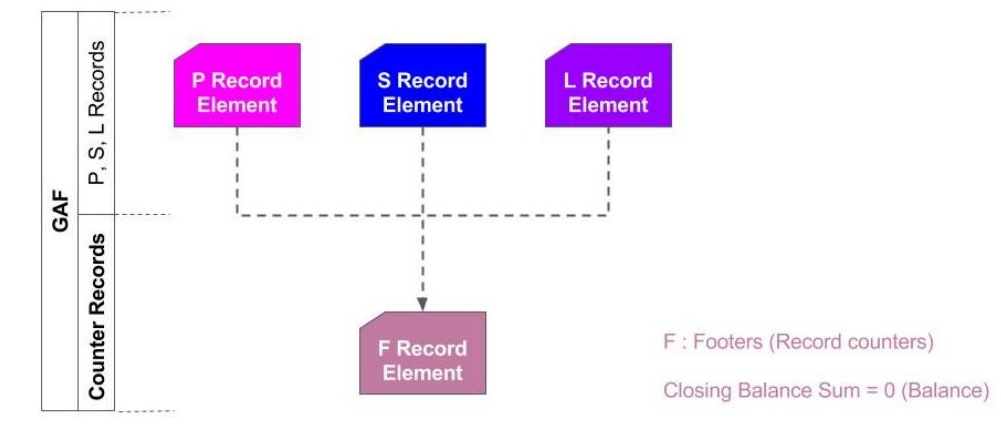 GAF
P, S, L Records
Counter Records
P Record
Element
S Record
Element
L Record
Element
F Record
Element
F : Footers (Record counters)
Closing Balance Sum = 0 (Balance)